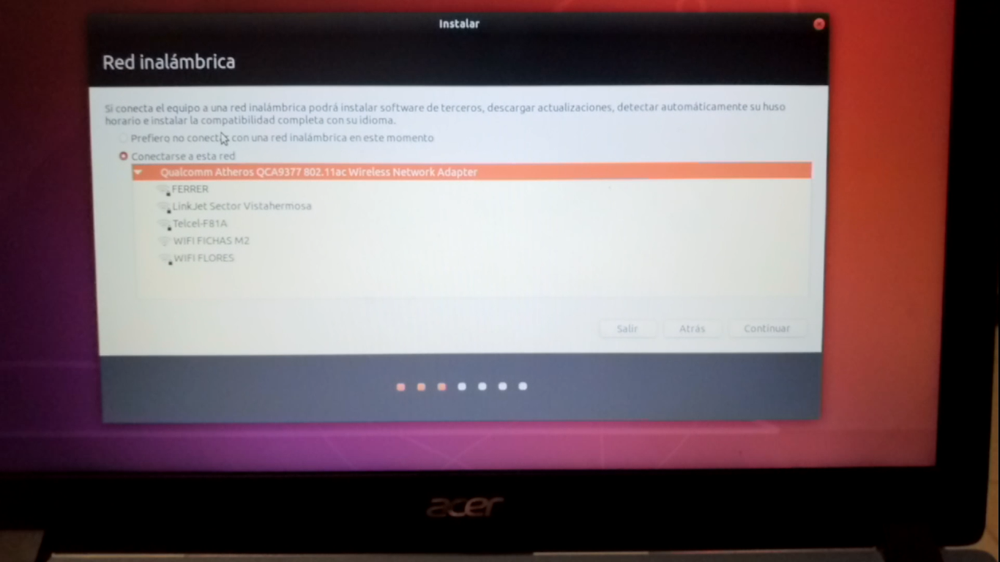 Instalar
Red inalámbrica
Si conecta el equipo a una red inalámbrica podrá instalar software de terceros, descargar actualizaciones, detectar automáticamente su huso
horario e instalar la compatibilidad completa con su idioma.
Prefiero no conectar con una red inalámbrica en este momento
Conectarse a esta red
Qualcomm Atheros QCA9377 802.11ac Wireless Network Adapter
FERRER
LinkJet Sector Vistahermosa
Telcel-F81A
WIFI FICHAS M2
WIFI FLORES
Salir Atrás Continuar
acer